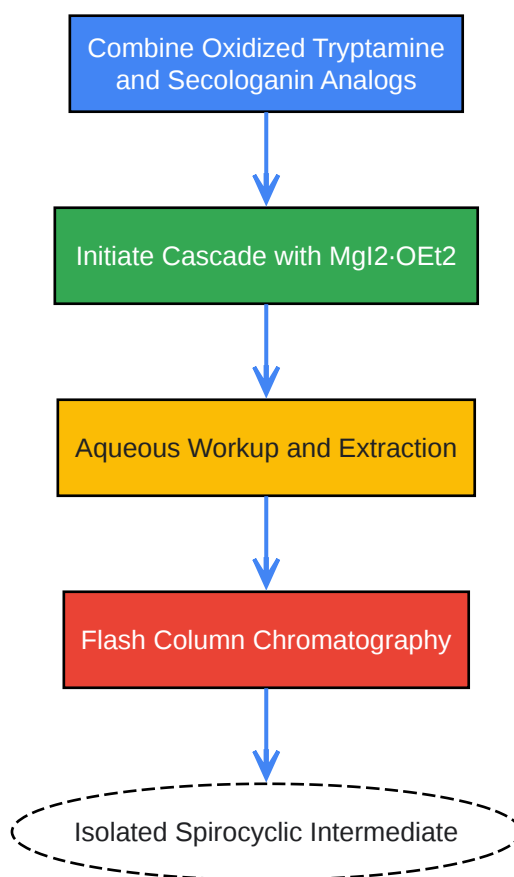 Combine Oxidized Tryptamine
and Secologanin Analogs
Initiate Cascade with MgI2·OEt2
Aqueous Workup and Extraction
Flash Column Chromatography
Isolated Spirocyclic Intermediate